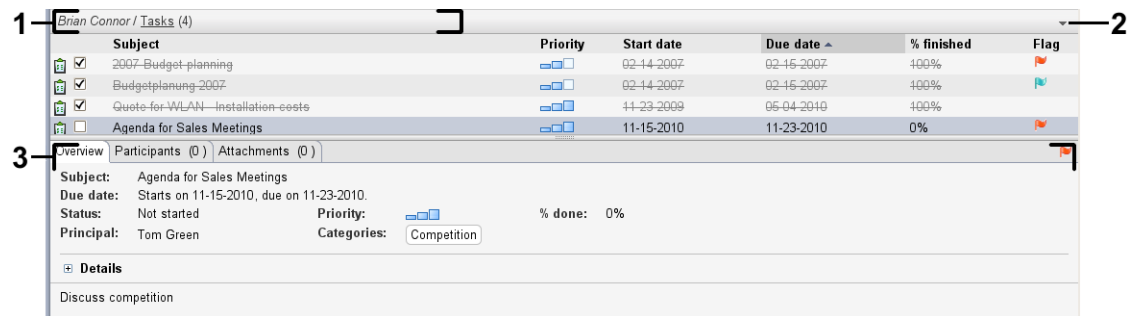 1 Brian Connor / Tasks (4) 2
Subject Priority Start date Due date % finished Flag
2007 Budget planning 02-14-2007 02-15-2007 100%
Budgetplanung 2007 02-14-2007 02-15-2007 100%
Quote for WLAN - Installation costs 11-23-2009 05-04-2010 100%
Agenda for Sales Meetings 11-15-2010 11-23-2010 0%
3 Overview Participants (0 ) Attachments (0 )
Subject: Agenda for Sales Meetings
Due date: Starts on 11-15-2010, due on 11-23-2010.
Status: Not started Priority: % done: 0%
Principal: Tom Green Categories: Competition
Details
Discuss competition